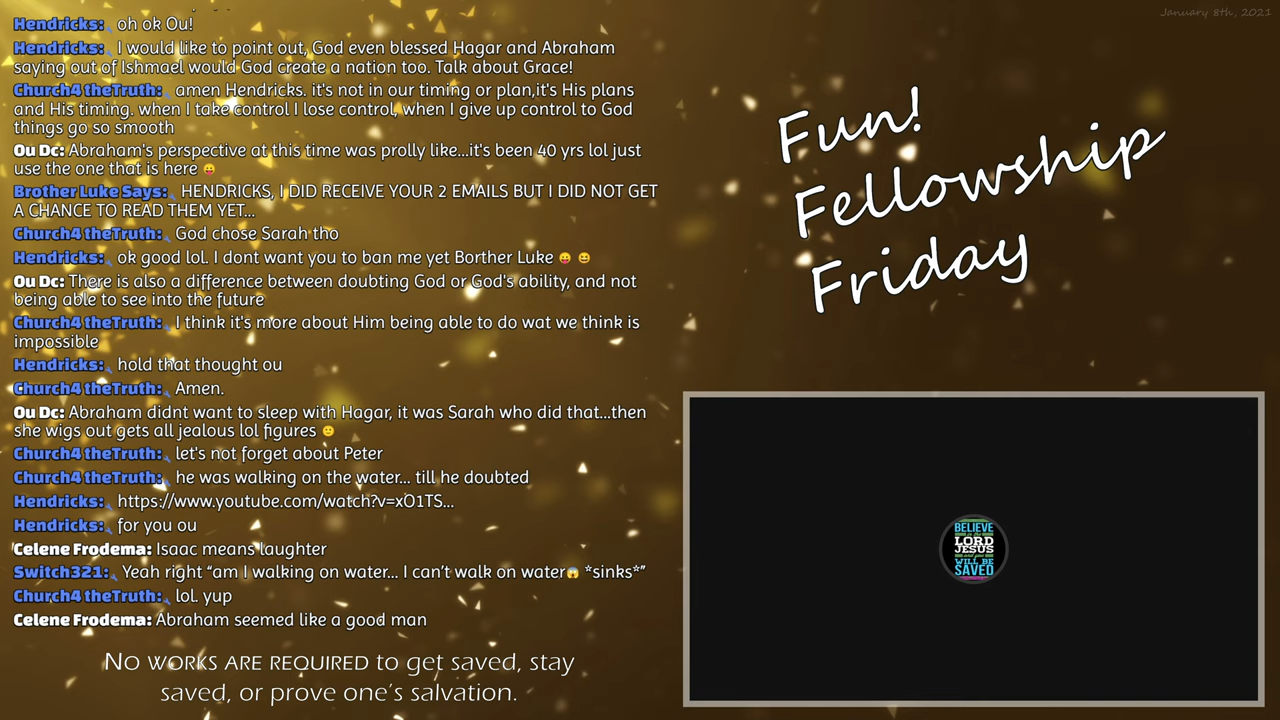 Hendricks: oh ok Ou!
Hendricks: I would like to point out, God even blessed Hagar and Abraham
saying out of Ishmael would God create a nation too. Talk about Grace!
Church4 theTruth: amen Hendricks. it's not in our timing or plan,it's His plans
and His timing. when I take control I lose control, when I give up control to God
things go so smooth
Ou Dc: Abraham's perspective at this time was prolly like...it's been 40 yrs lol just
use the one that is here 😛
Brother Luke Says: HENDRICKS, I DID RECEIVE YOUR 2 EMAILS BUT I DID NOT GET
A CHANCE TO READ THEM YET...
Church4 theTruth: God chose Sarah tho
Hendricks: ok good lol. I dont want you to ban me yet Borther Luke 😛 😄
Ou Dc: There is also a difference between doubting God or God's ability, and not
being able to see into the future
Church4 theTruth: I think it's more about Him being able to do wat we think is
impossible
Hendricks: hold that thought ou
Church4 theTruth: Amen.
Ou Dc: Abraham didnt want to sleep with Hagar, it was Sarah who did that...then
she wigs out gets all jealous lol figures 🙂
Church4 theTruth: let's not forget about Peter
Church4 theTruth: he was walking on the water... till he doubted
Hendricks: https://www.youtube.com/watch?v=xO1TS...
Hendricks: for you ou
Celene Frodema: Isaac means laughter
Switch321: Yeah right “am I walking on water... I can’t walk on water😱 *sinks*”
Church4 theTruth: lol. yup
Celene Frodema: Abraham seemed like a good man
No works are required to get saved, stay
saved, or prove one’s salvation.
January 8th, 2021
Fun!
Fellowship
Friday
BELIEVE
LORD
JESUS
WILL BE
SAVED